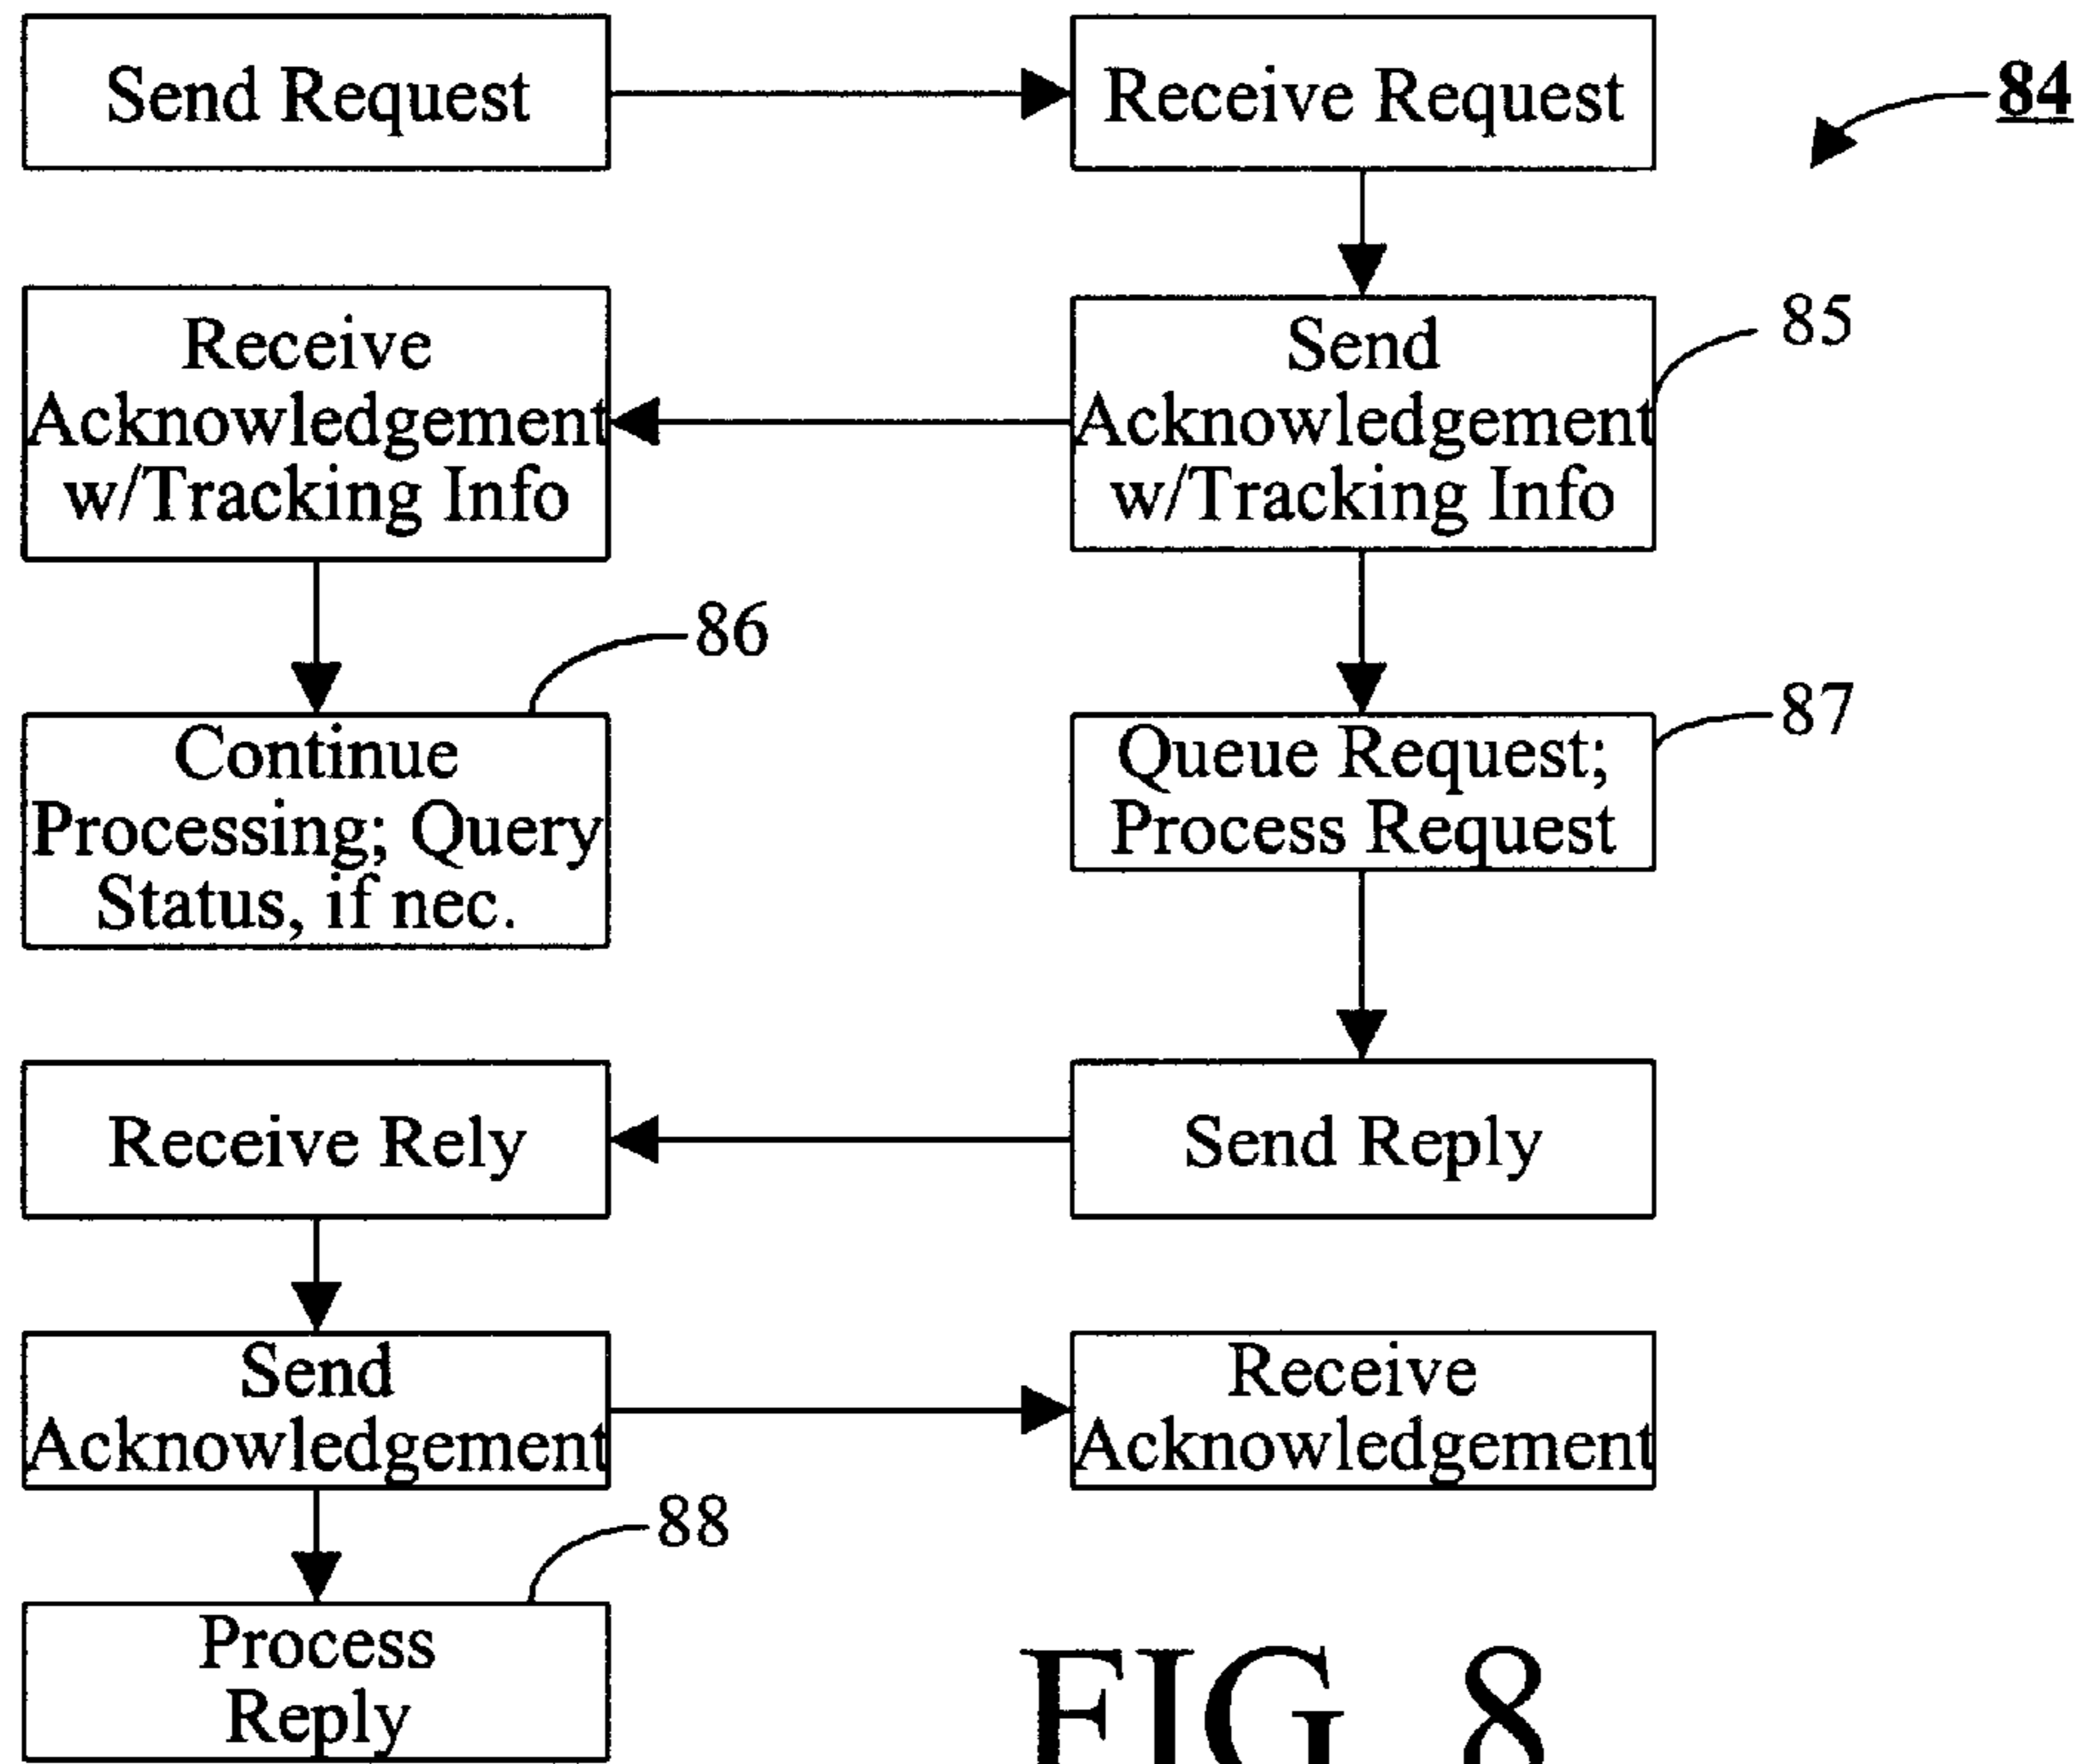 Send Request
Receive Request
84
Receive
Acknowledgement
w/Tracking Info
Send
Acknowledgement
w/Tracking Info
85
86
Continue
Processing; Query
Status, if nec.
Queue Request;
Process Request
87
Receive Rely
Send Reply
Send
Acknowledgement
Receive
Acknowledgement
88
Process
Reply
FIG 8